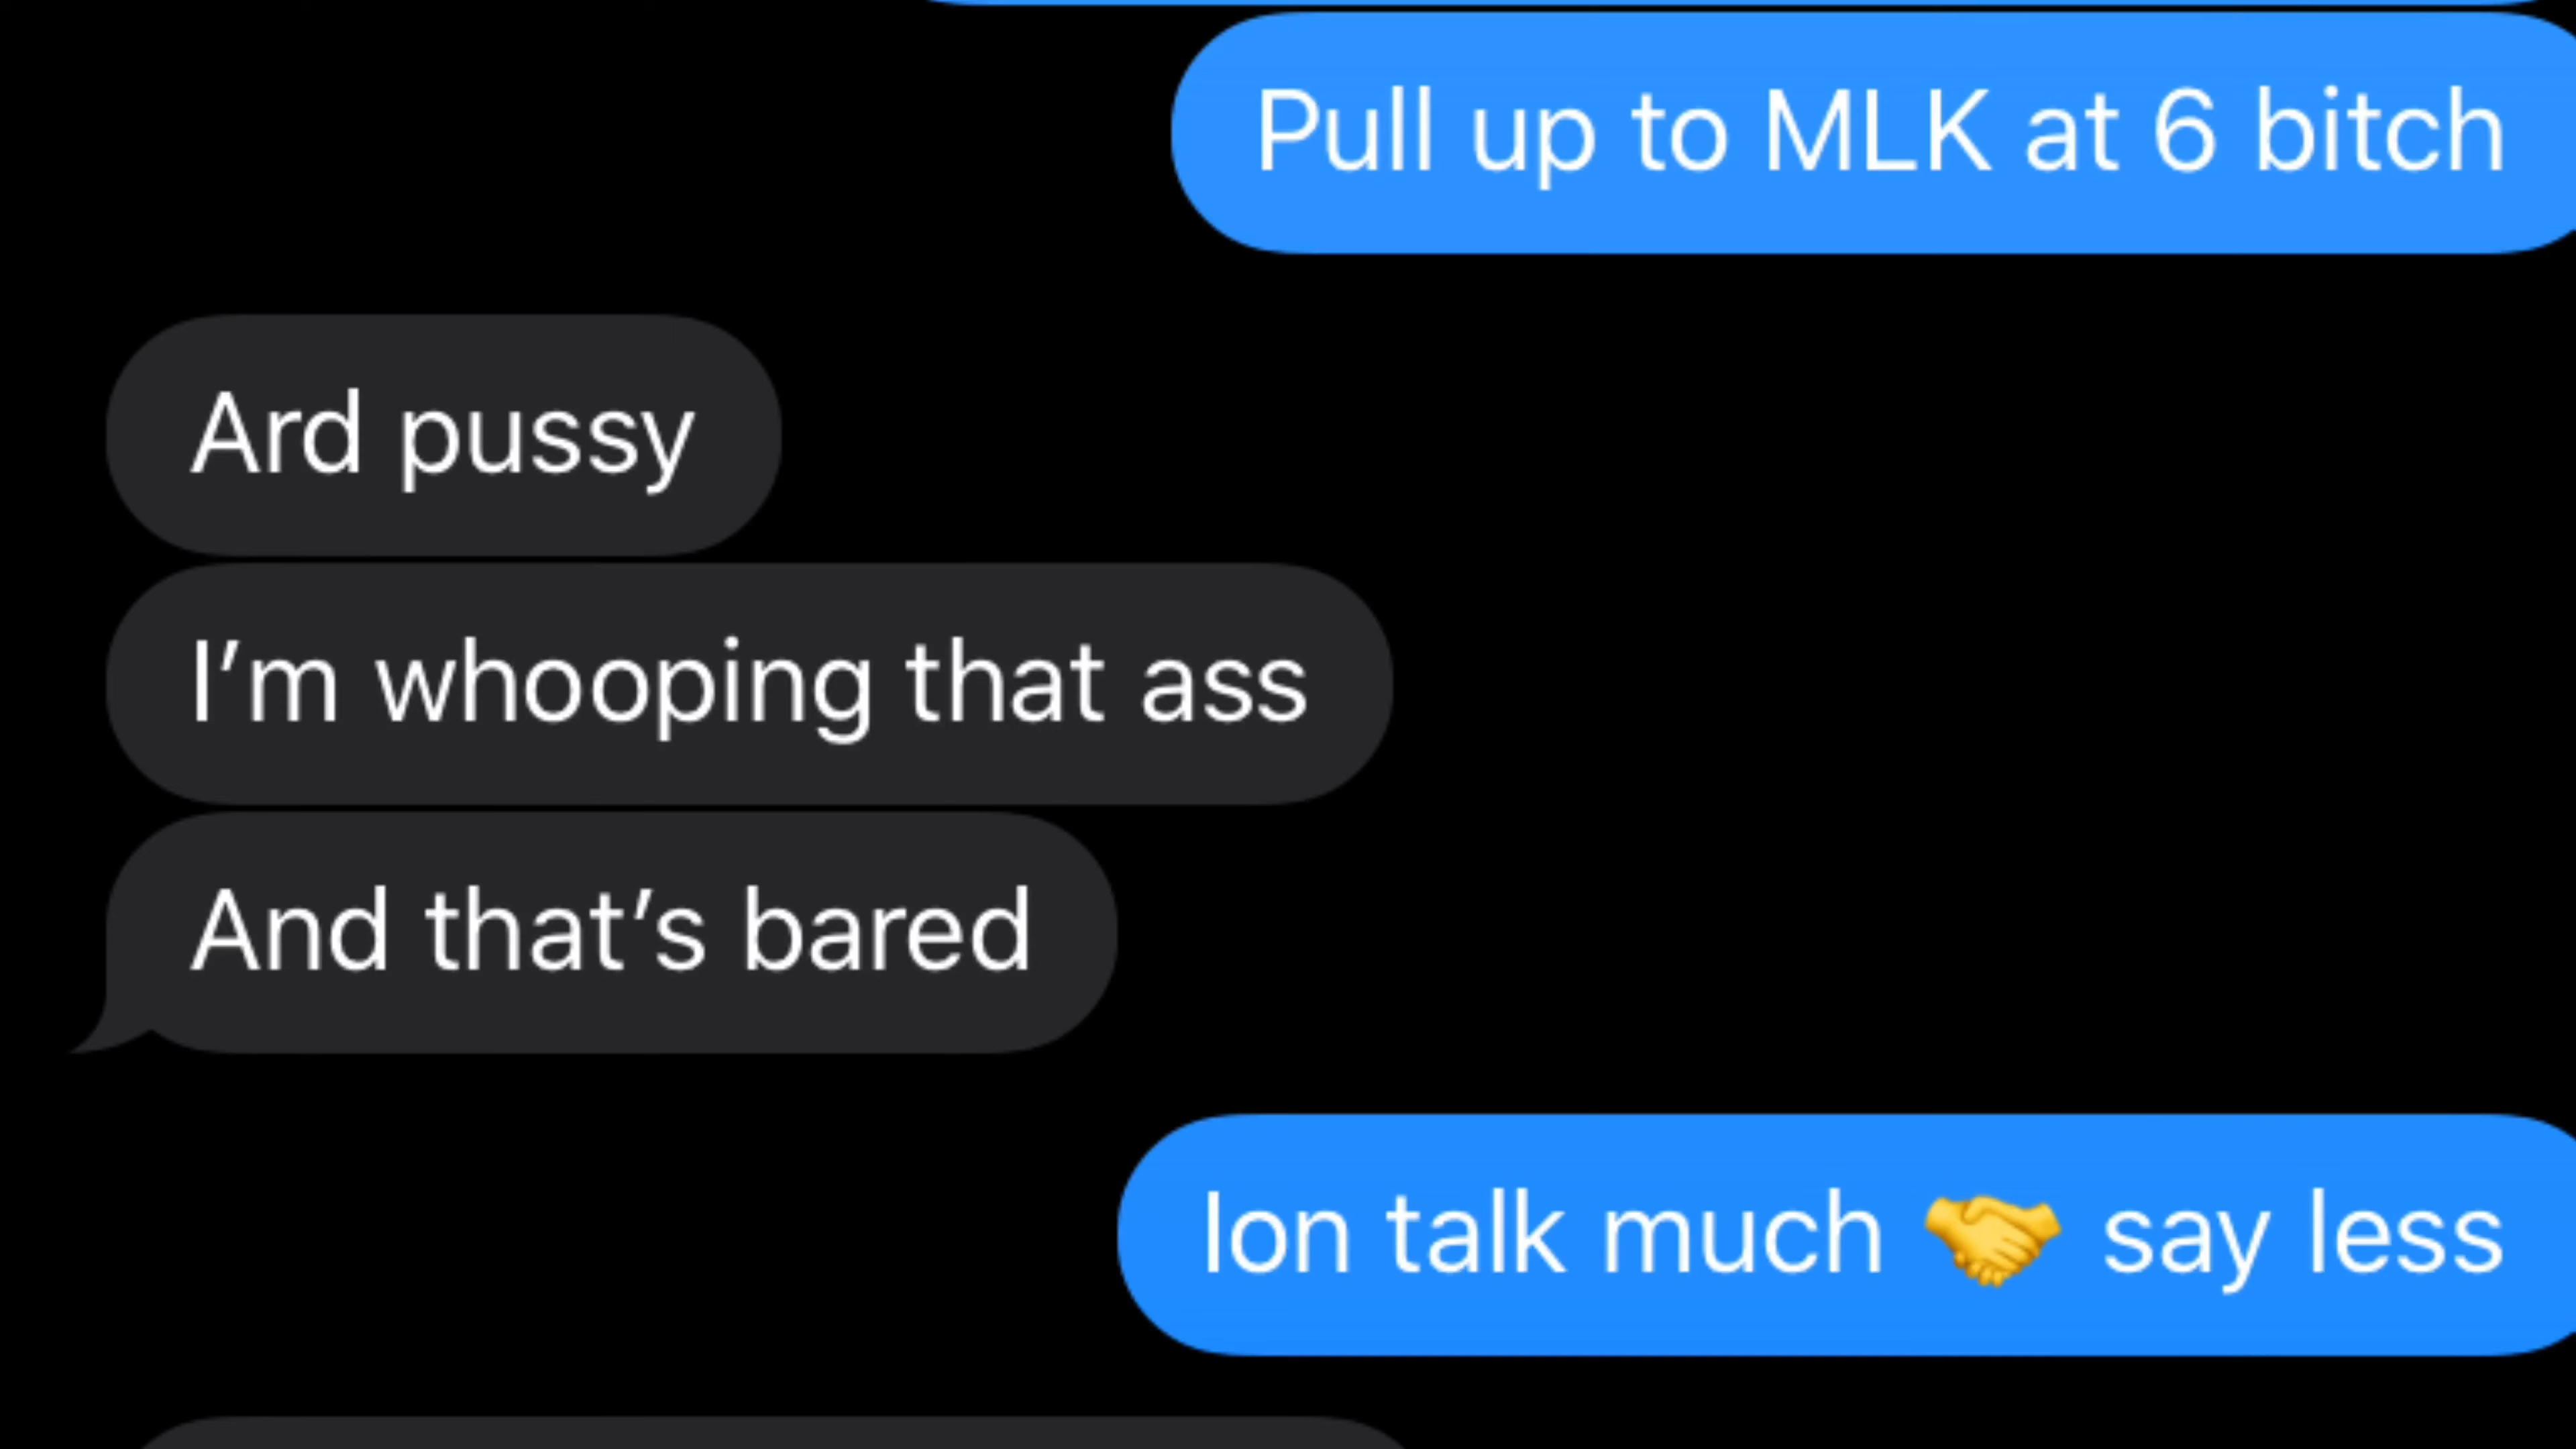 Pull up to MLK at 6 bitch
Ard pussy
I'm whooping that ass
And that's bared
Ion talk much 🤝 say less